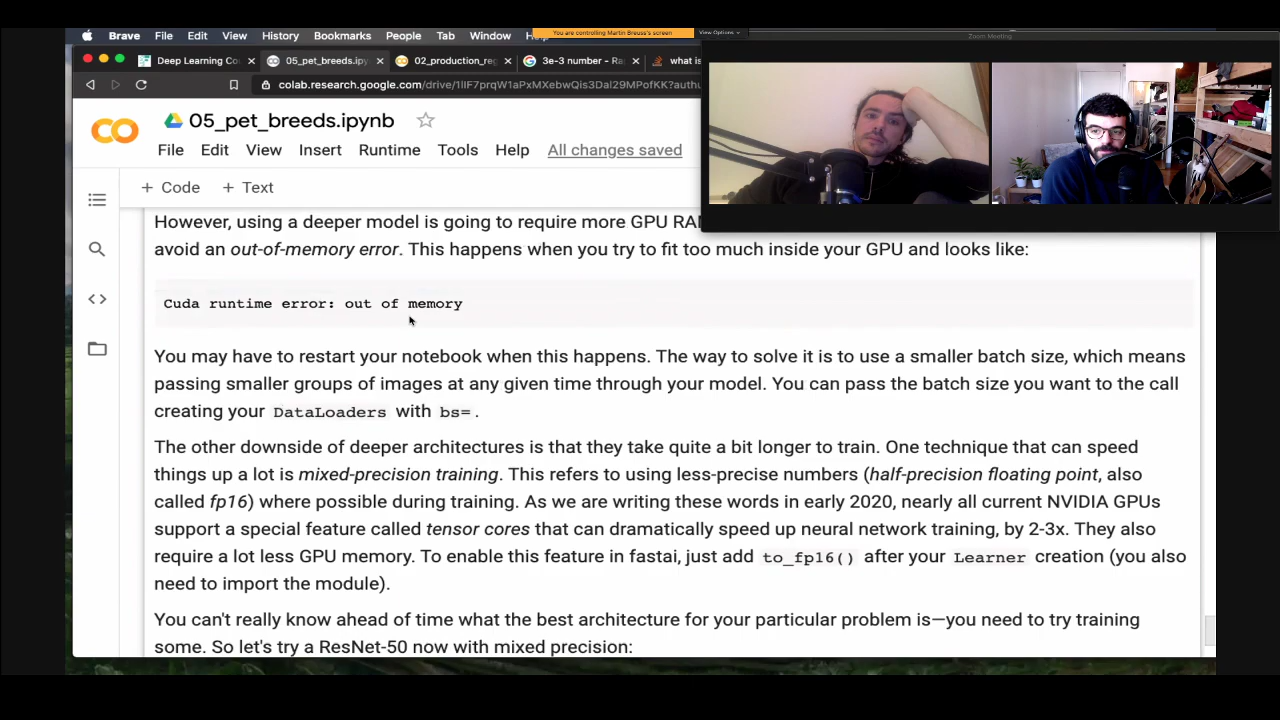 You are controlling Martin Breuss's screen View Options
Zoom Meeting
Brave File Edit View History Bookmarks People Tab Window
Deep Learning Co 05_pet_breeds.ipyn 02_production_re 3e-3 number - Ra what is
colab.research.google.com/drive/
05_pet_breeds.ipynb
File Edit View Insert Runtime Tools Help All changes saved
+ Code + Text
However, using a deeper model is going to require more GPU RA
avoid an out-of-memory error. This happens when you try to fit too much inside your GPU and looks like:
Cuda runtime error: out of memory
You may have to restart your notebook when this happens. The way to solve it is to use a smaller batch size, which means
passing smaller groups of images at any given time through your model. You can pass the batch size you want to the call
creating your DataLoaders with bs=.
The other downside of deeper architectures is that they take quite a bit longer to train. One technique that can speed
things up a lot is mixed-precision training. This refers to using less-precise numbers (half-precision floating point, also
called fp16) where possible during training. As we are writing these words in early 2020, nearly all current NVIDIA GPUs
support a special feature called tensor cores that can dramatically speed up neural network training, by 2-3x. They also
require a lot less GPU memory. To enable this feature in fastai, just add to_fp16() after your Learner creation (you also
need to import the module).
You can't really know ahead of time what the best architecture for your particular problem is—you need to try training
some. So let's try a ResNet-50 now with mixed precision: